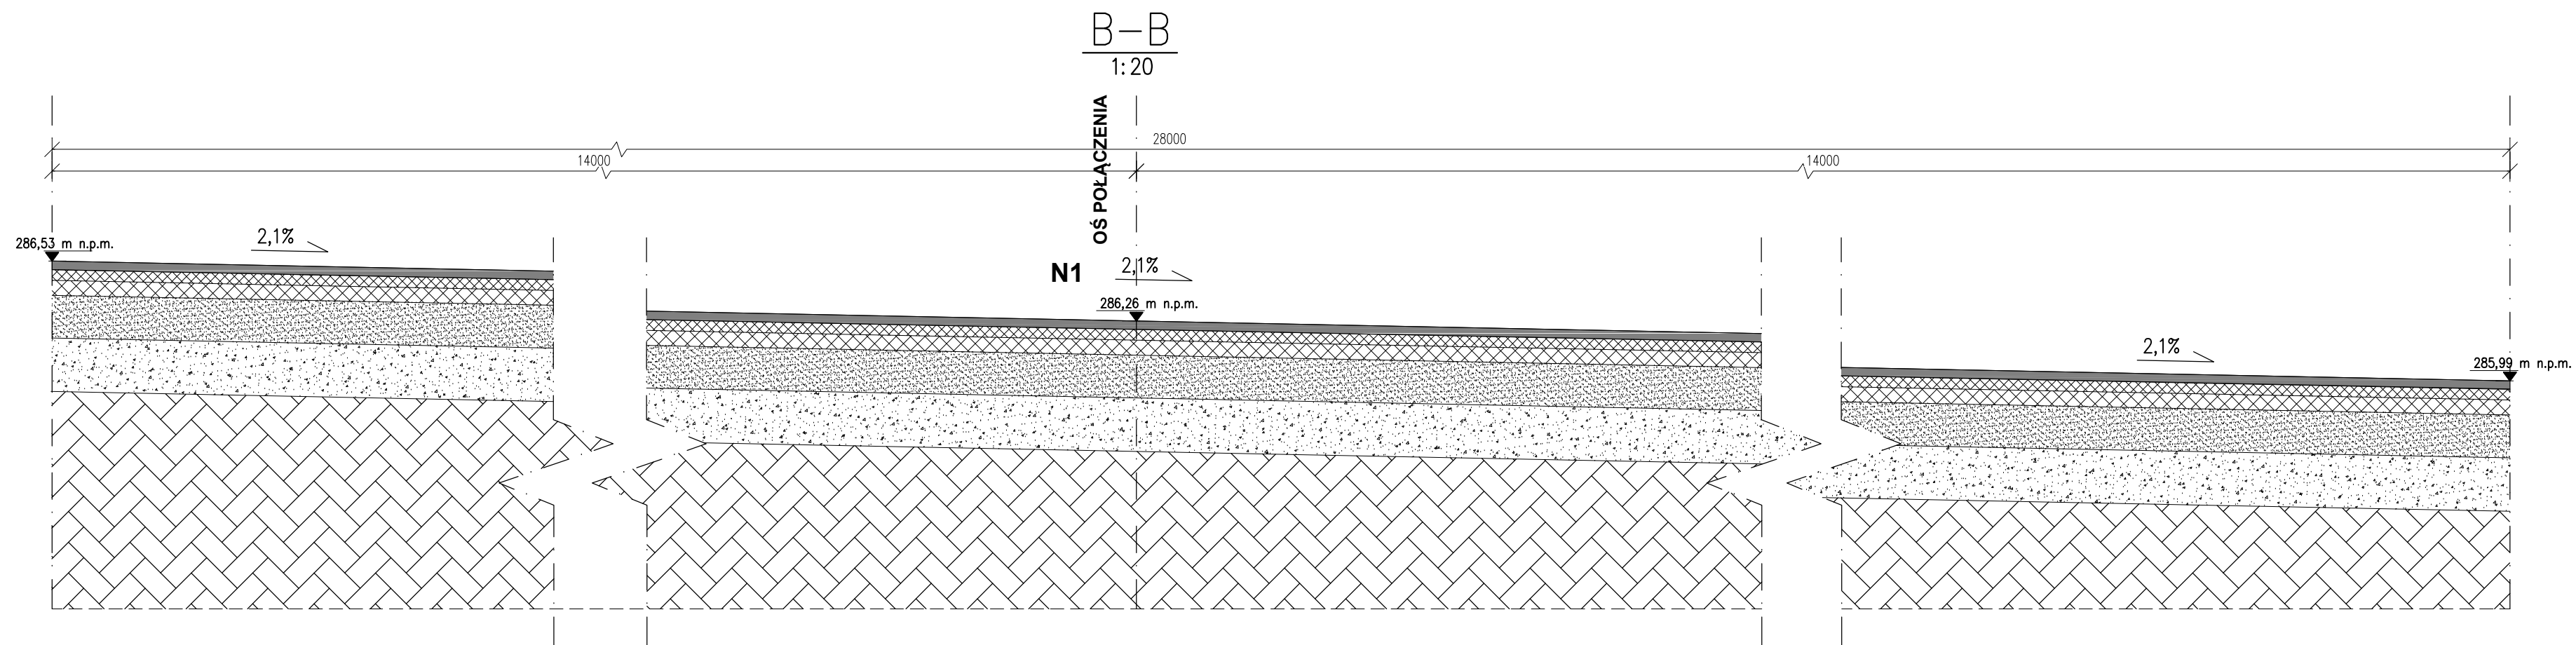 B-B
1:20
OŚ POŁĄCZENIA
28000
14000
14000
286,53 m n.p.m.
2,1%
N1
2,1%
286,26 m n.p.m.
2,1%
285,99 m n.p.m.